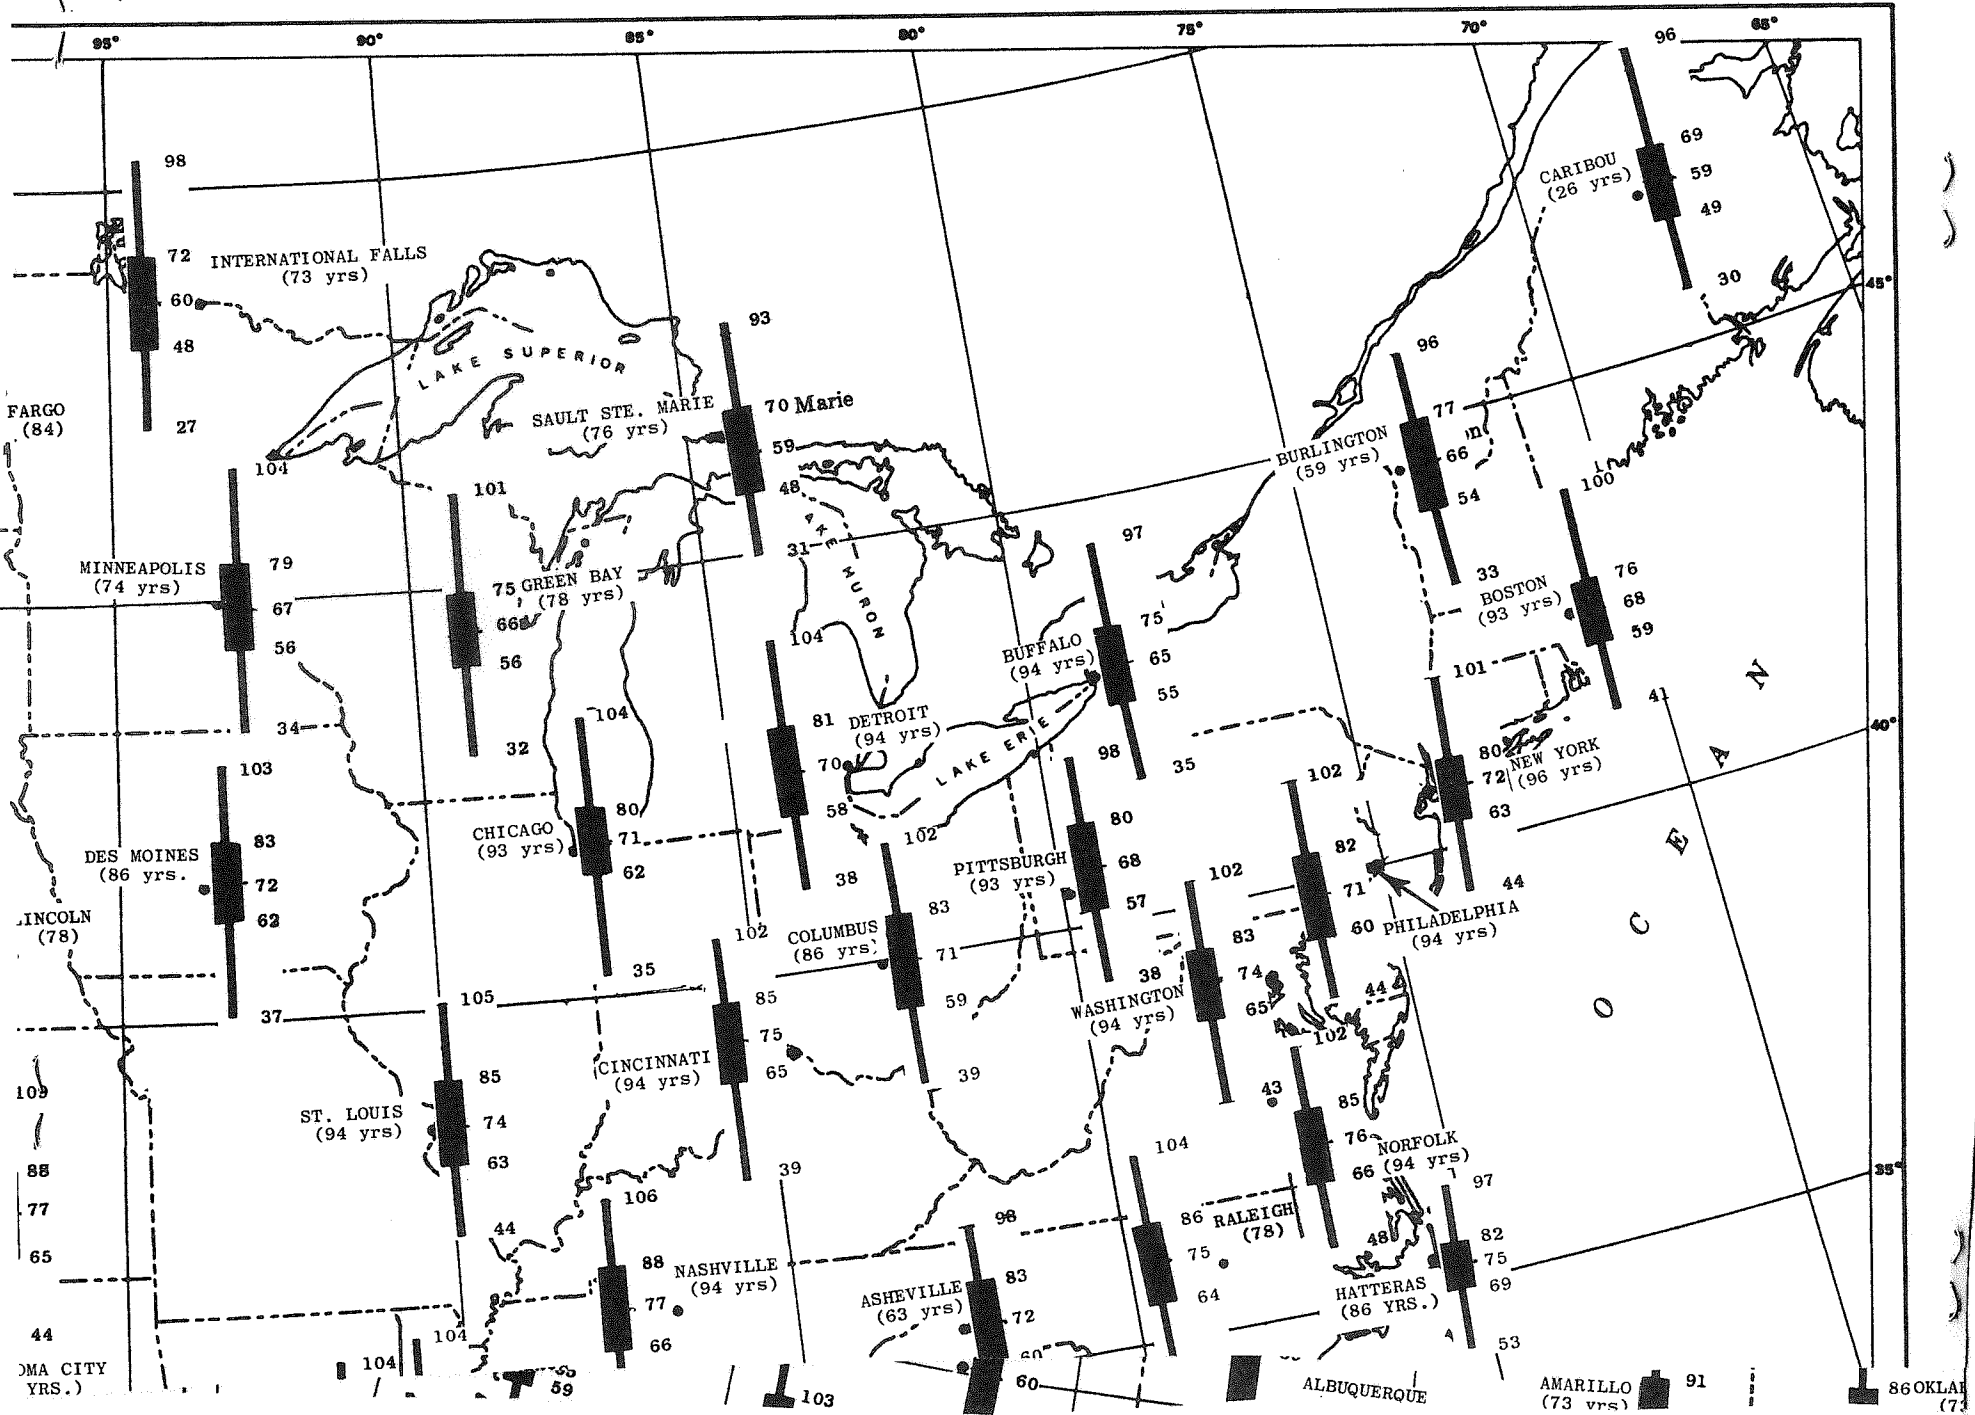 95°
90°
85°
80°
75°
70°
65°
96
69
59
49
30
CARIBOU
(26 yrs)
45°
98
72
60
48
27
INTERNATIONAL FALLS
(73 yrs)
LAKE SUPERIOR
93
70 Marie
59
48
31
SAULT STE. MARIE
(76 yrs)
FARGO
(84)
96
77
66
54
33
BURLINGTON
(59 yrs)
104
79
67
56
34
MINNEAPOLIS
(74 yrs)
101
75
66
56
32
GREEN BAY
(78 yrs)
AKE HURON
97
75
65
55
35
BUFFALO
(94 yrs)
100
76
68
59
41
BOSTON
(93 yrs)
104
81
70
58
38
DETROIT
(94 yrs)
LAKE ERIE
101
80
72
63
44
NEW YORK
(96 yrs)
40°
OCEAN
104
80
71
62
35
CHICAGO
(93 yrs)
103
83
72
62
37
DES MOINES
(86 yrs.
LINCOLN
(78)
98
80
68
57
38
PITTSBURGH
(93 yrs)
102
82
71
60
44
PHILADELPHIA
(94 yrs)
102
83
71
59
39
COLUMBUS
(86 yrs)
102
83
74
65
43
WASHINGTON
(94 yrs)
102
85
75
65
39
CINCINNATI
(94 yrs)
105
85
74
63
44
ST. LOUIS
(94 yrs)
102
85
76
66
48
NORFOLK
(94 yrs)
35°
109
88
77
65
44
OMA CITY
YRS.)
106
88
77
66
NASHVILLE
(94 yrs)
98
83
72
60
ASHEVILLE
(63 yrs)
104
86
75
64
RALEIGH
(78)
97
82
75
69
53
HATTERAS
(86 YRS.)
104
104
59
103
60
ALBUQUERQUE
AMARILLO
(73 yrs)
91
86 OKLA